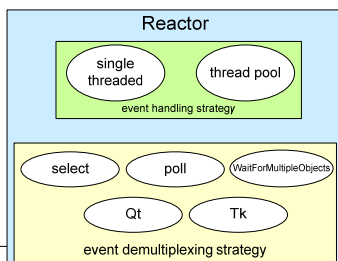 Reactor
single
threaded
thread pool
event handling strategy
select
poll
WaitForMultipleObjects
Qt
Tk
event demultiplexing strategy